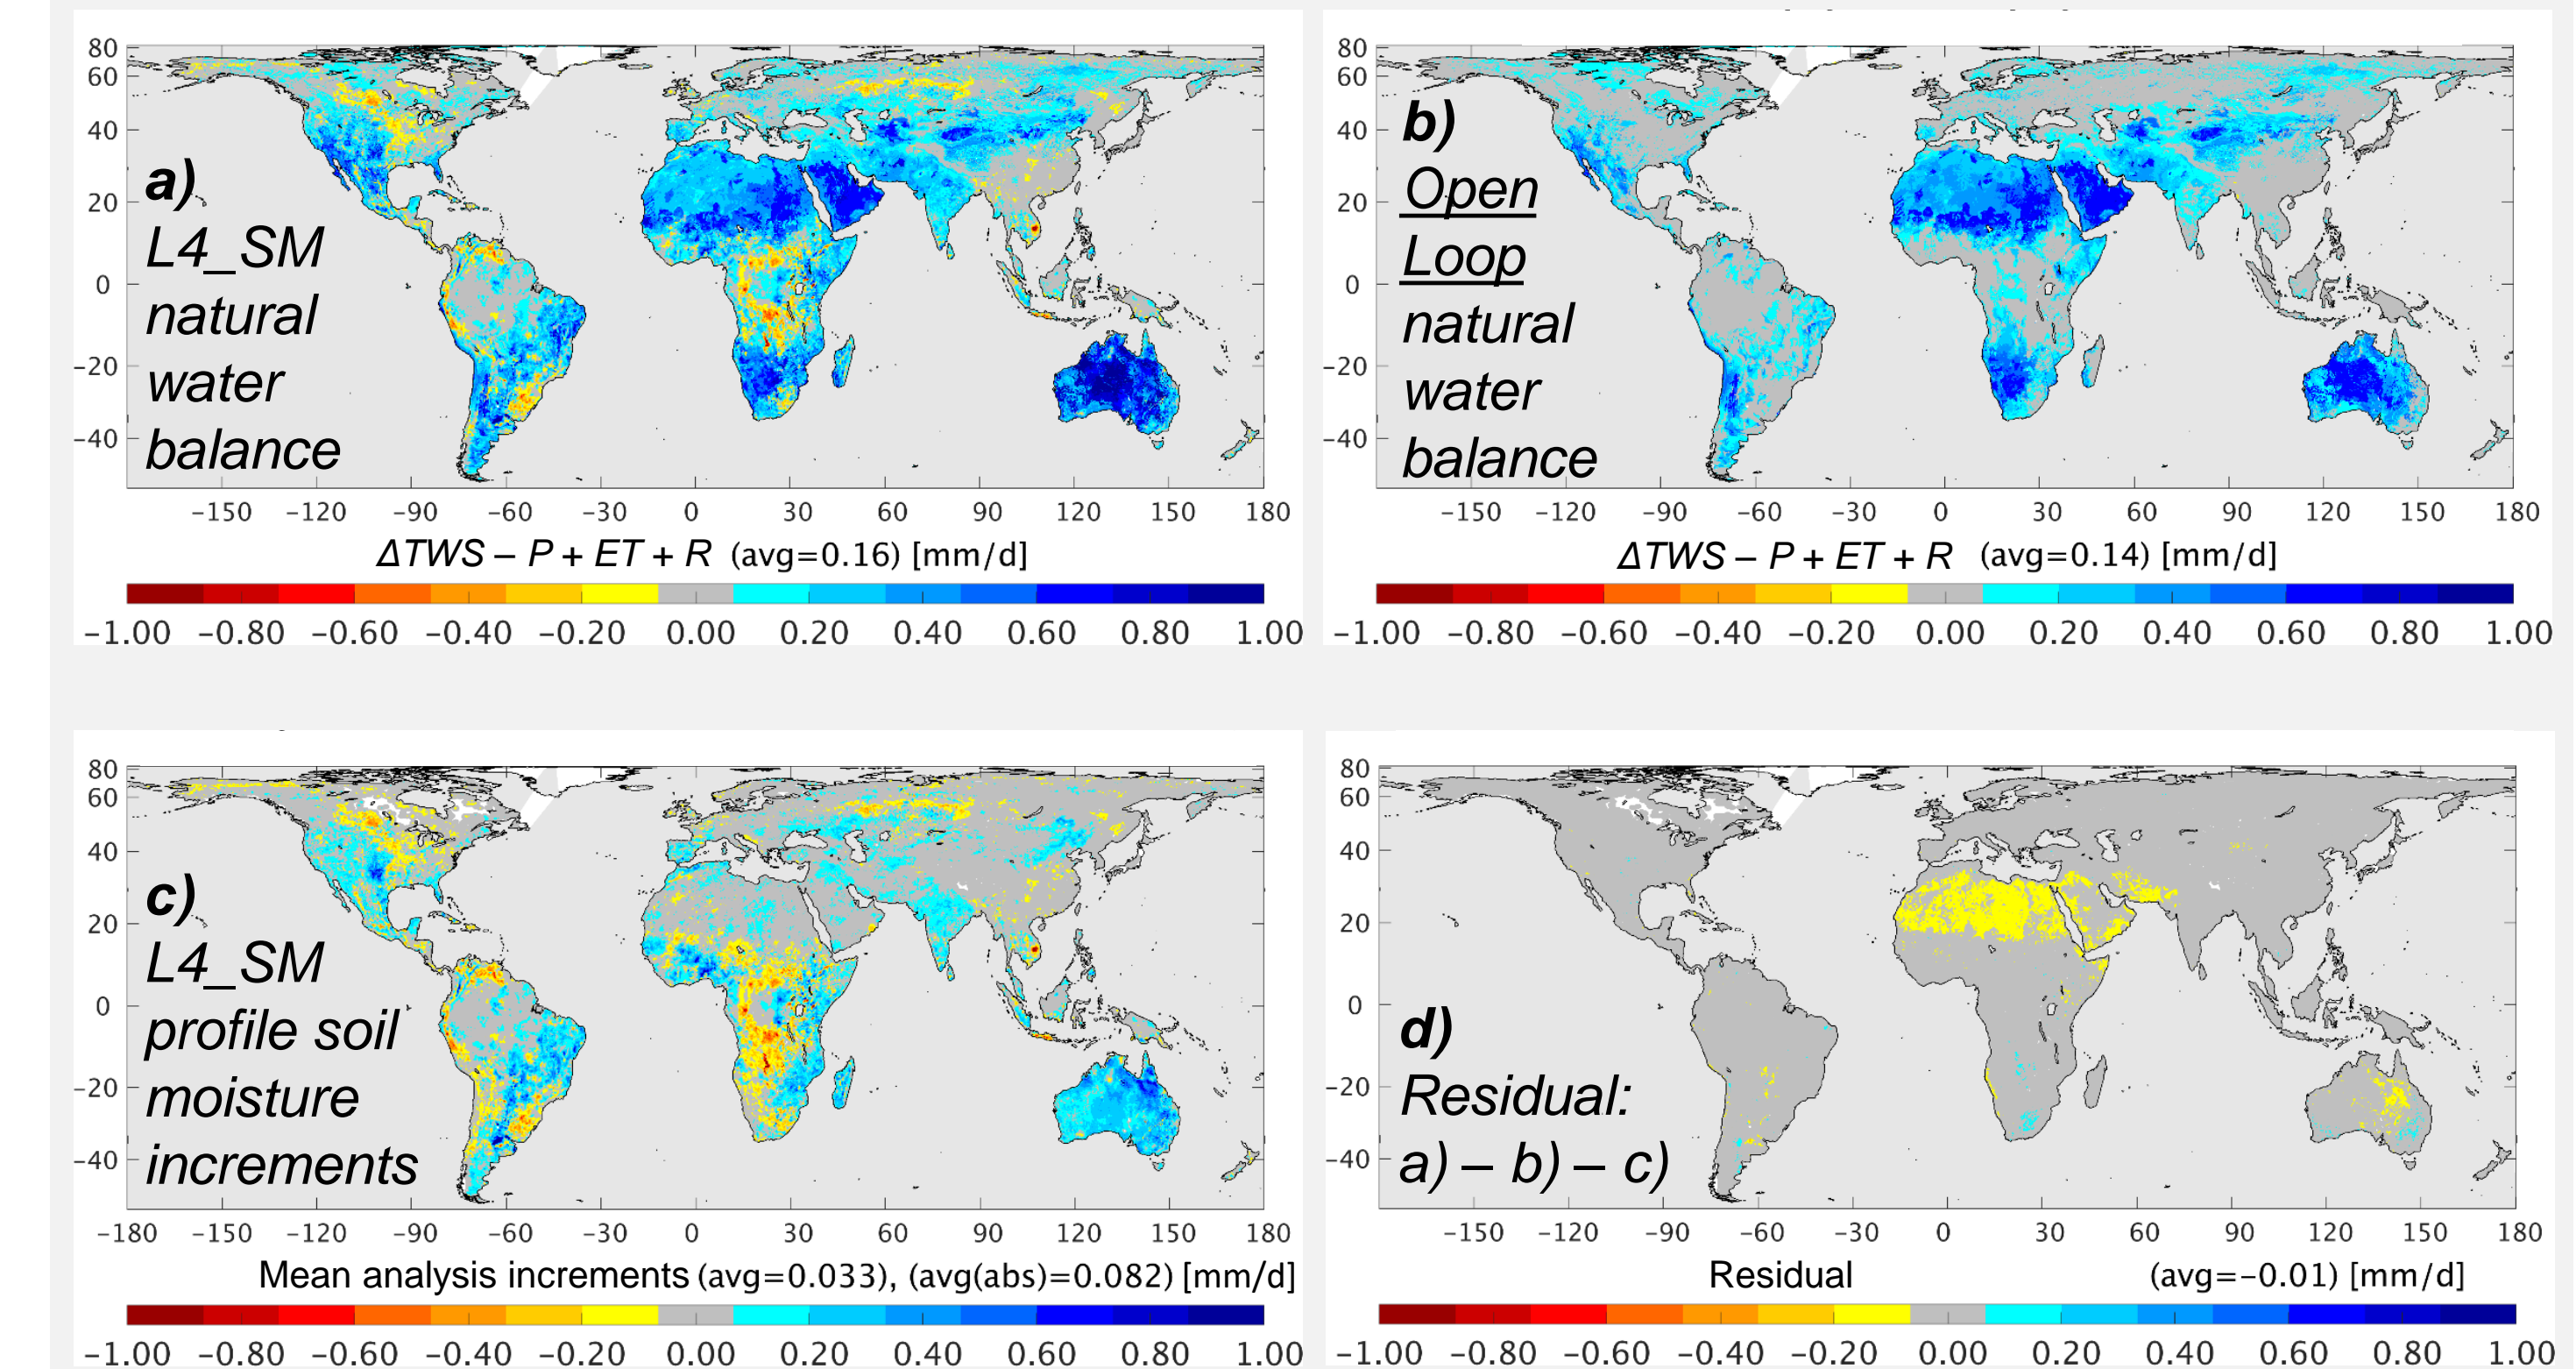 80
60
40
20
0
−20
−40
a)
L4_SM
natural
water
balance
−150 −120 −90 −60 −30 0 30 60 90 120 150 180
ΔTWS – P + ET + R (avg=0.16) [mm/d]
−1.00 −0.80 −0.60 −0.40 −0.20 0.00 0.20 0.40 0.60 0.80 1.00
80
60
40
20
0
−20
−40
b)
Open
Loop
natural
water
balance
−150 −120 −90 −60 −30 0 30 60 90 120 150 180
ΔTWS – P + ET + R (avg=0.14) [mm/d]
−1.00 −0.80 −0.60 −0.40 −0.20 0.00 0.20 0.40 0.60 0.80 1.00
80
60
40
20
0
−20
−40
c)
L4_SM
profile soil
moisture
increments
−180 −150 −120 −90 −60 −30 0 30 60 90 120 150 180
Mean analysis increments (avg=0.033), (avg(abs)=0.082) [mm/d]
−1.00 −0.80 −0.60 −0.40 −0.20 0.00 0.20 0.40 0.60 0.80 1.00
80
60
40
20
0
−20
−40
d)
Residual:
a) – b) – c)
−150 −120 −90 −60 −30 0 30 60 90 120 150 180
Residual (avg=−0.01) [mm/d]
−1.00 −0.80 −0.60 −0.40 −0.20 0.00 0.20 0.40 0.60 0.80 1.00